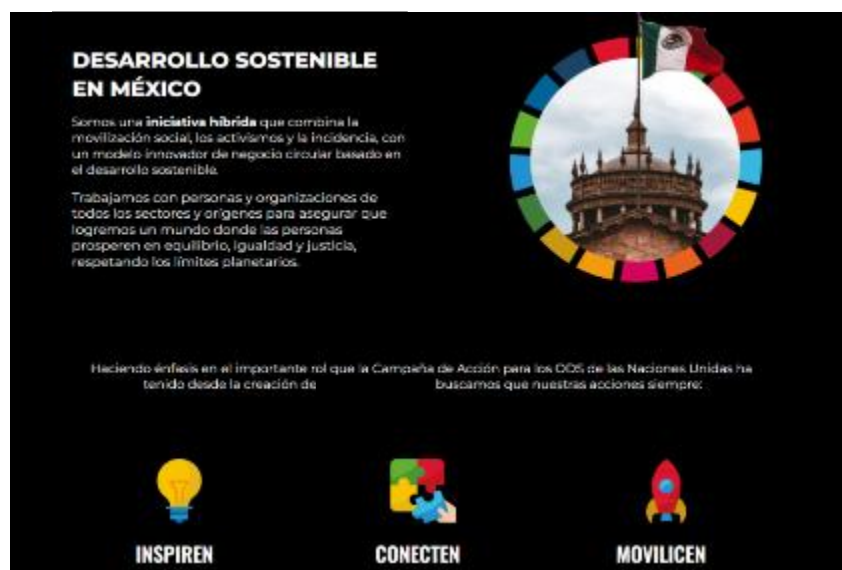 DESARROLLO SOSTENIBLE
EN MÉXICO
Somos una iniciativa híbrida que combina la
movilización social, los activismos y la incidencia, con
un modelo innovador de negocio circular basado en
el desarrollo sostenible.
Trabajamos con personas y organizaciones de
todos los sectores y orígenes para asegurar que
logremos un mundo donde las personas
prosperen en equilibrio, igualdad y justicia,
respetando los límites planetarios.
Haciendo énfasis en el importante rol que la Campaña de Acción para los ODS de las Naciones Unidas ha
tenido desde la creación de buscamos que nuestras acciones siempre:
INSPIREN
CONECTEN
MOVILICEN